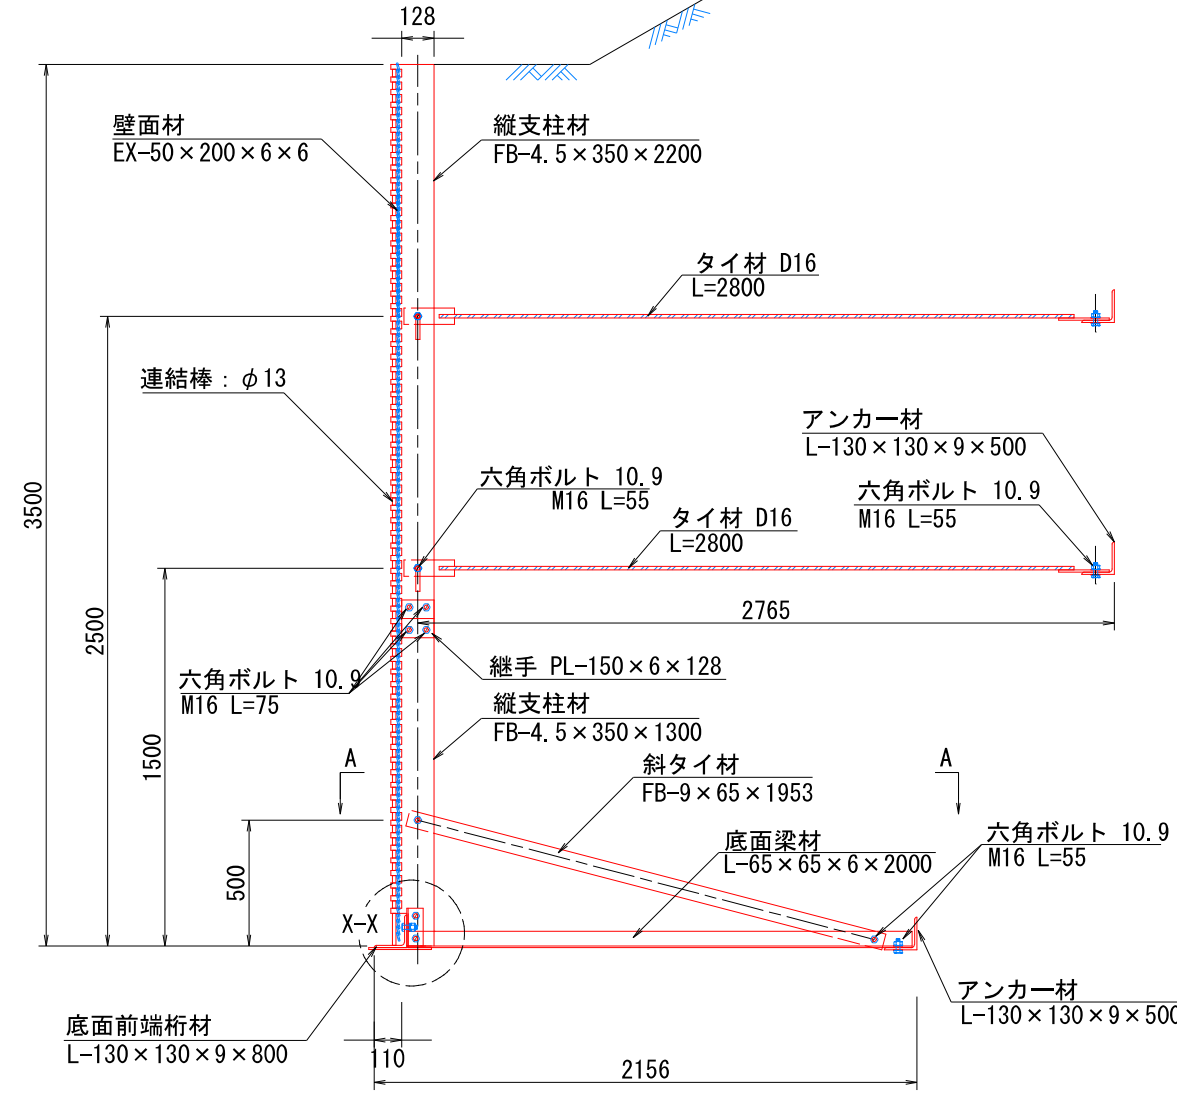 128
壁面材
EX-50×200×6×6
縦支柱材
FB-4.5×350×2200
タイ材 D16
L=2800
連結棒：φ13
アンカー材
L-130×130×9×500
六角ボルト 10.9
M16 L=55
六角ボルト 10.9
M16 L=55
タイ材 D16
L=2800
3500
2500
2765
継手 PL-150×6×128
六角ボルト 10.9
M16 L=75
縦支柱材
FB-4.5×350×1300
1500
A
A
斜タイ材
FB-9×65×1953
底面梁材
L-65×65×6×2000
六角ボルト 10.9
M16 L=55
500
X-X
アンカー材
L-130×130×9×500
底面前端桁材
L-130×130×9×800
110
2156